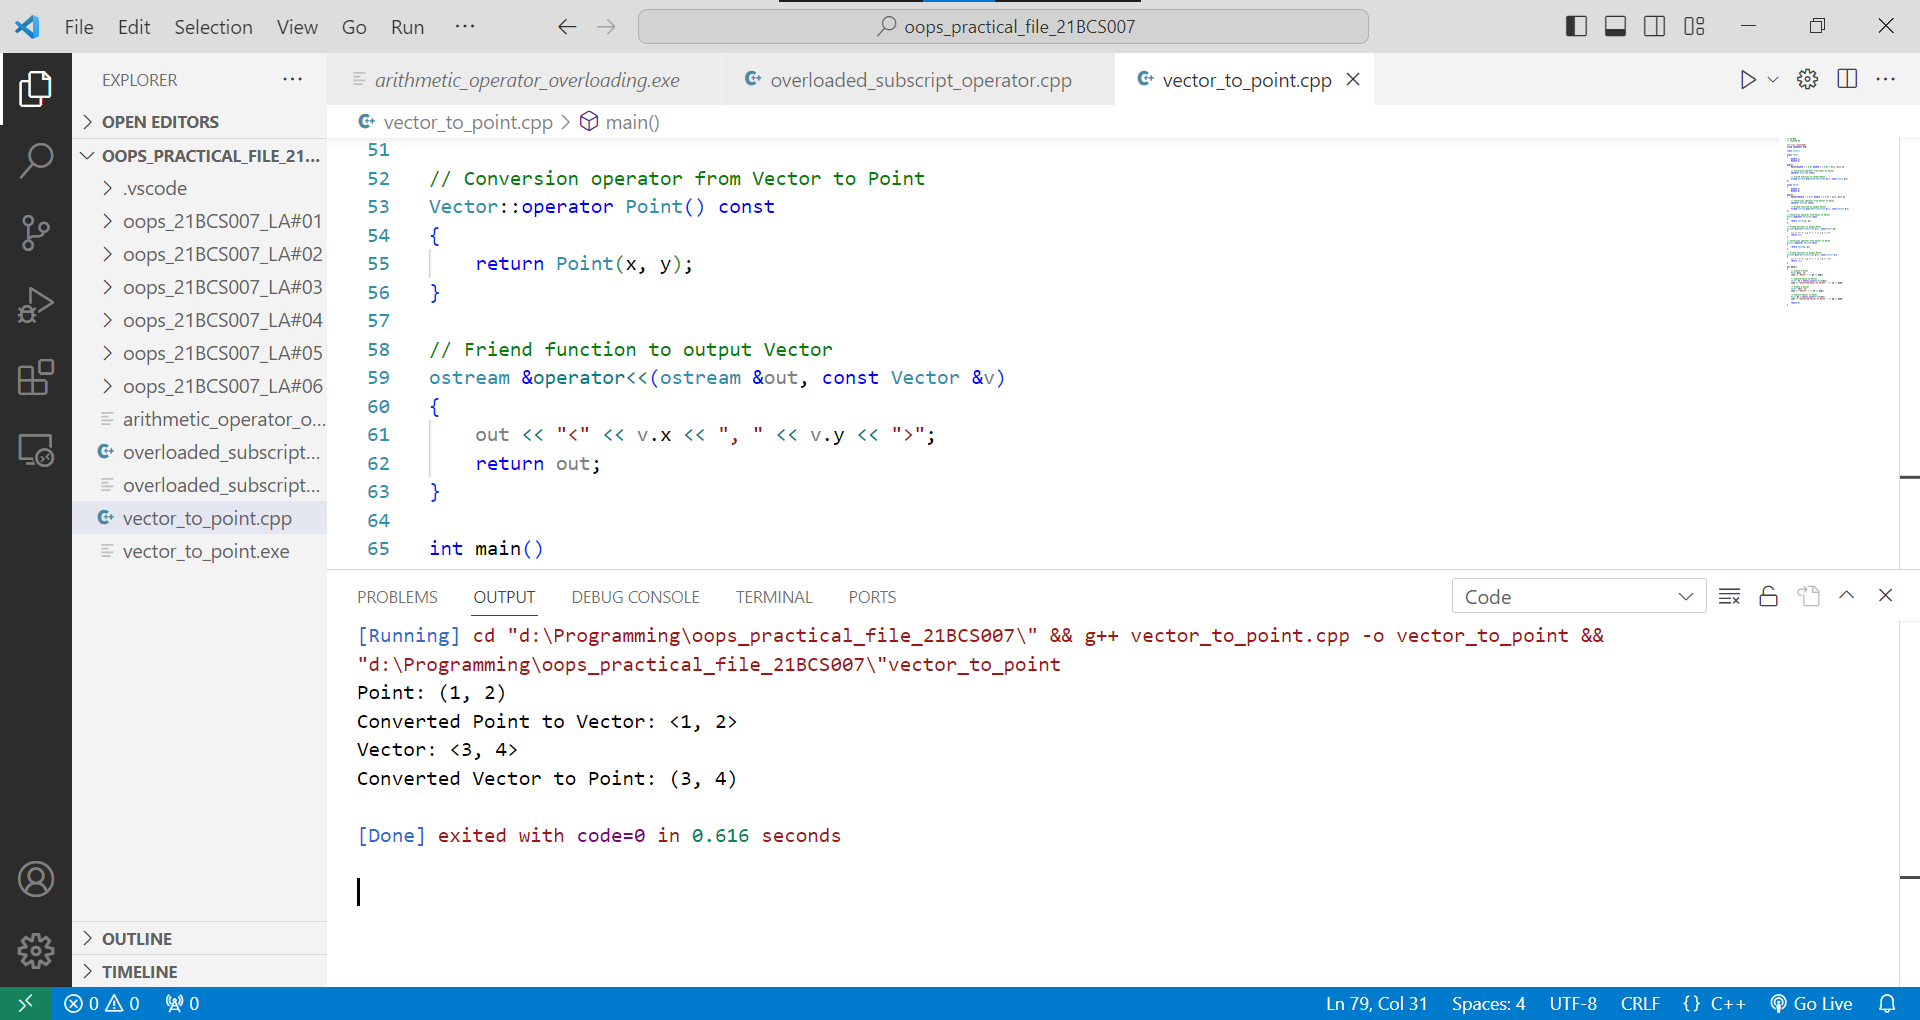 File Edit Selection View Go Run ··· oops_practical_file_21BCS007
EXPLORER ···
OPEN EDITORS
OOPS_PRACTICAL_FILE_21...
.vscode
oops_21BCS007_LA#01
oops_21BCS007_LA#02
oops_21BCS007_LA#03
oops_21BCS007_LA#04
oops_21BCS007_LA#05
oops_21BCS007_LA#06
arithmetic_operator_o...
overloaded_subscript...
overloaded_subscript...
vector_to_point.cpp
vector_to_point.exe
OUTLINE
TIMELINE
arithmetic_operator_overloading.exe overloaded_subscript_operator.cpp vector_to_point.cpp
vector_to_point.cpp > main()
51
52 // Conversion operator from Vector to Point
53 Vector::operator Point() const
54 {
55 return Point(x, y);
56 }
57
58 // Friend function to output Vector
59 ostream &operator<<(ostream &out, const Vector &v)
60 {
61 out << "<" << v.x << ", " << v.y << ">";
62 return out;
63 }
64
65 int main()
PROBLEMS OUTPUT DEBUG CONSOLE TERMINAL PORTS Code
[Running] cd "d:\Programming\oops_practical_file_21BCS007\" && g++ vector_to_point.cpp -o vector_to_point &&
"d:\Programming\oops_practical_file_21BCS007\"vector_to_point
Point: (1, 2)
Converted Point to Vector: <1, 2>
Vector: <3, 4>
Converted Vector to Point: (3, 4)
[Done] exited with code=0 in 0.616 seconds
0 0 0 Ln 79, Col 31 Spaces: 4 UTF-8 CRLF {} C++ Go Live